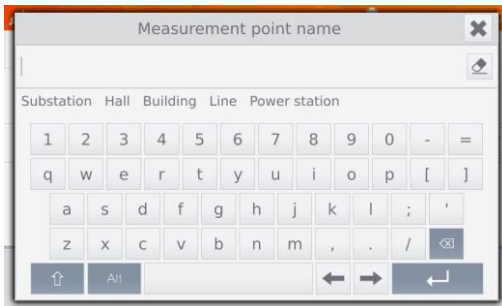 Measurement point name
Substation Hall Building Line Power station
1 2 3 4 5 6 7 8 9 0 - =
q w e r t y u i o p [ ]
a s d f g h j k l ; '
z x c v b n m , . /
Alt